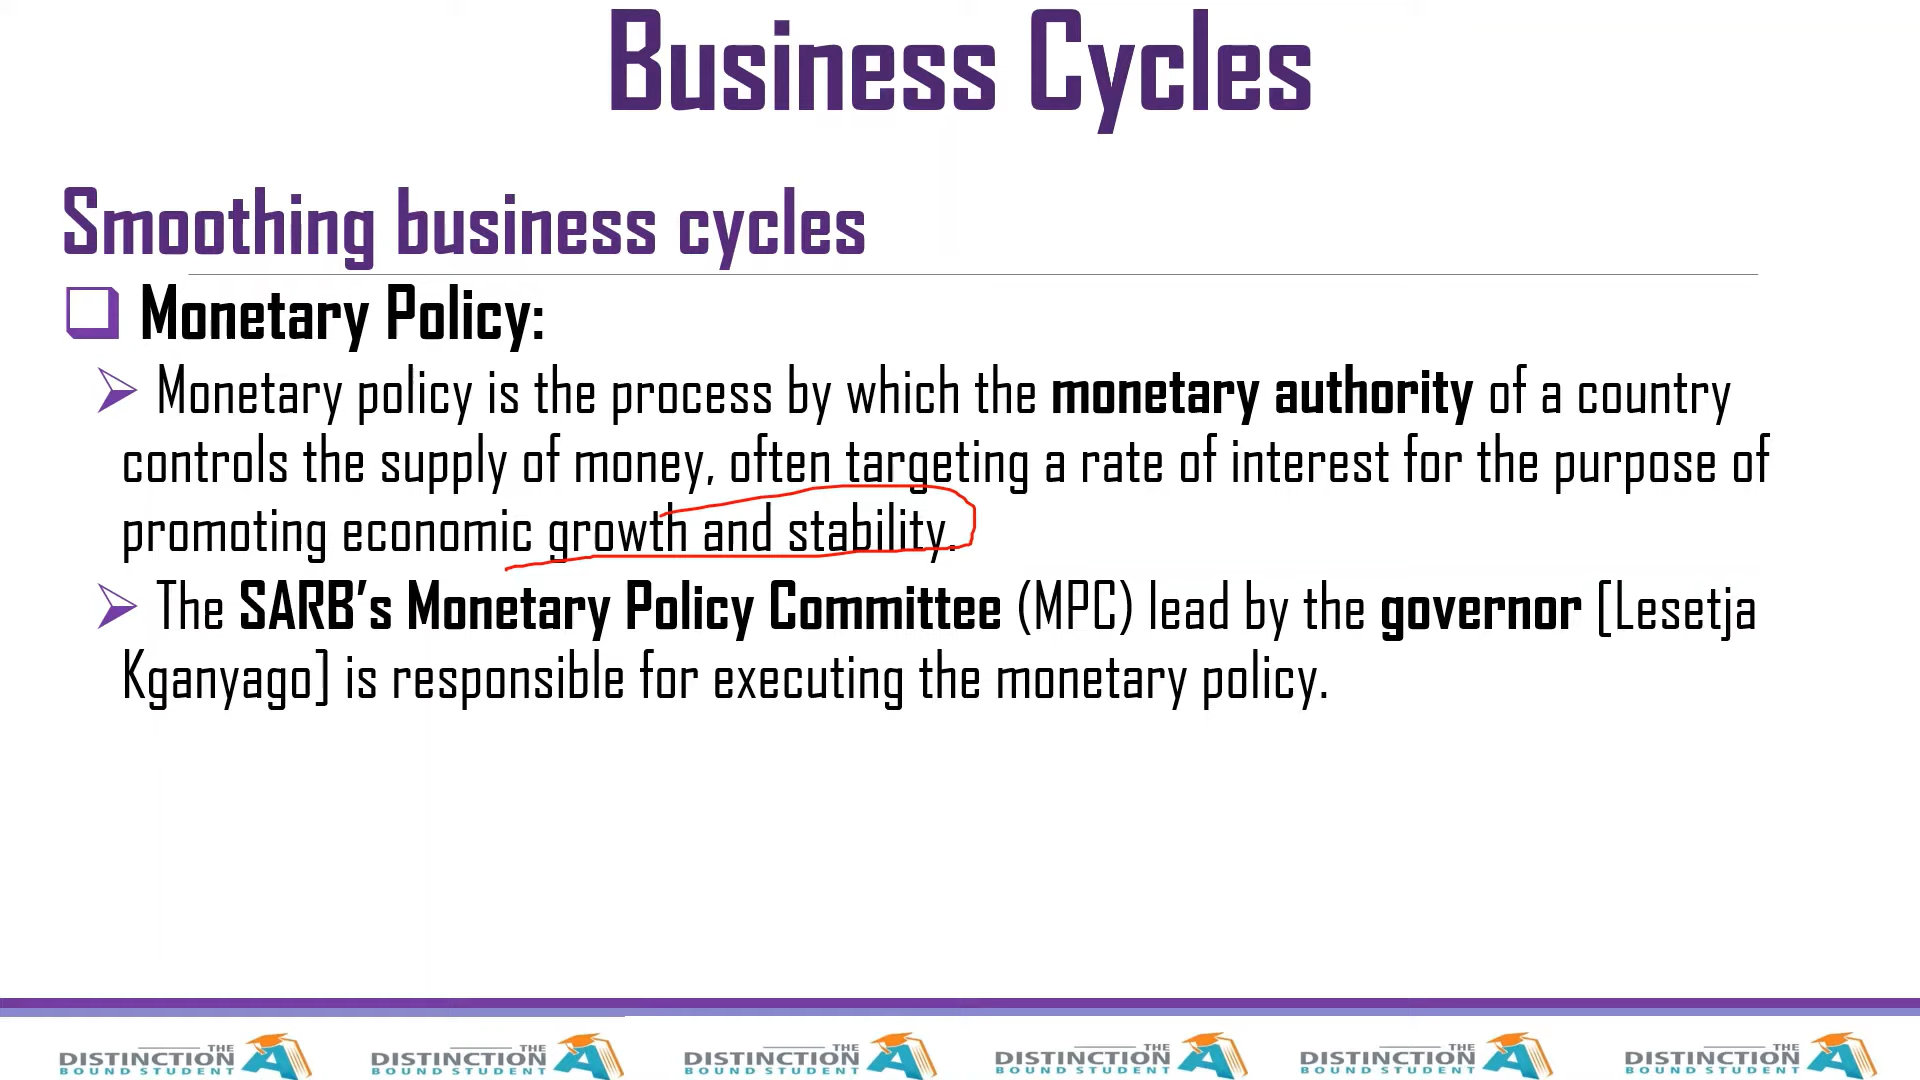 Business Cycles
Smoothing business cycles
Monetary Policy:
Monetary policy is the process by which the monetary authority of a country
controls the supply of money, often targeting a rate of interest for the purpose of
promoting economic growth and stability.
The SARB’s Monetary Policy Committee (MPC) lead by the governor [Lesetja
Kganyago] is responsible for executing the monetary policy.
THE DISTINCTION BOUND STUDENT A
THE DISTINCTION BOUND STUDENT A
THE DISTINCTION BOUND STUDENT A
THE DISTINCTION BOUND STUDENT A
THE DISTINCTION BOUND STUDENT A
THE DISTINCTION BOUND STUDENT A